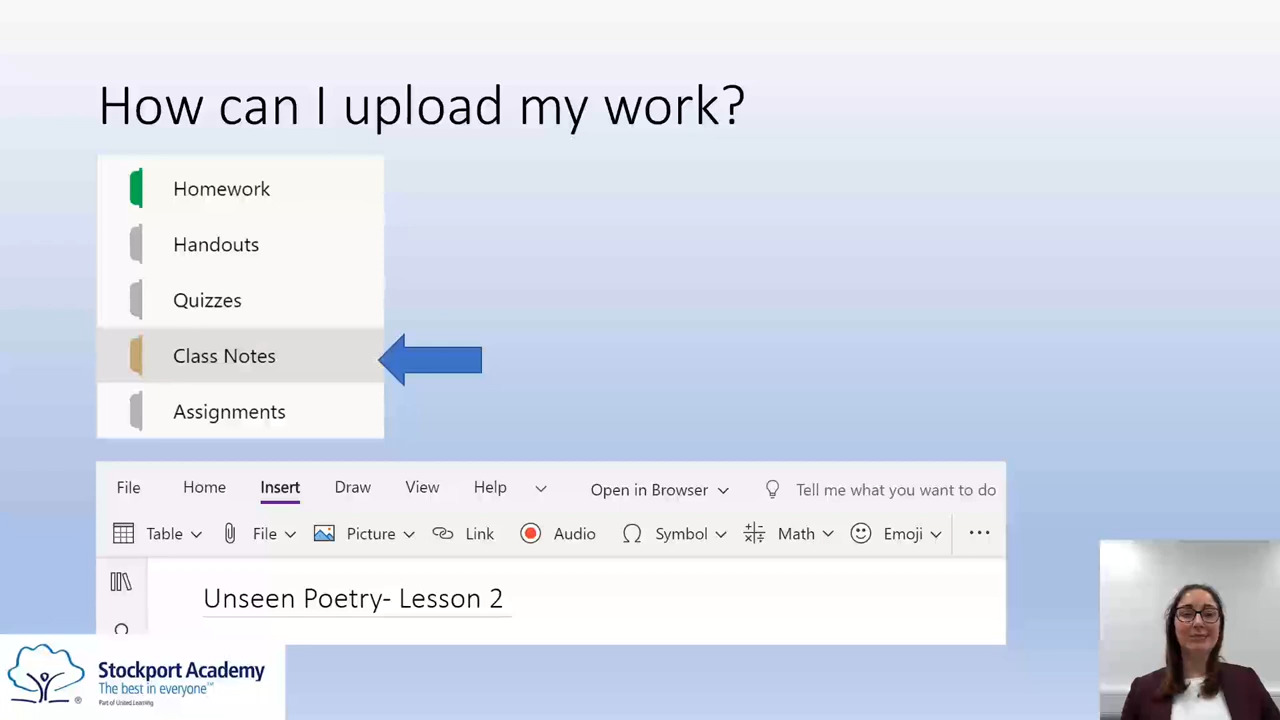 How can I upload my work?
Homework
Handouts
Quizzes
Class Notes
Assignments
File Home Insert Draw View Help Open in Browser Tell me what you want to do
Table File Picture Link Audio Symbol Math Emoji ...
Unseen Poetry- Lesson 2
Stockport Academy
The best in everyone™
Part of United Learning
®